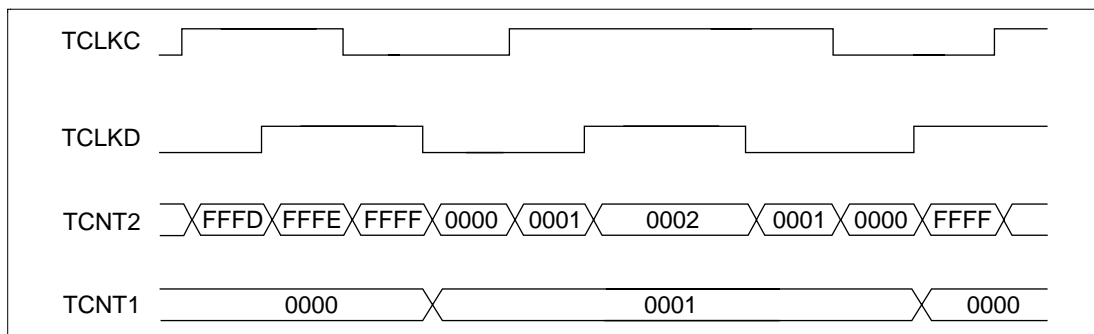 TCLKC
TCLKD
TCNT2 FFFD FFFE FFFF 0000 0001 0002 0001 0000 FFFF
TCNT1 0000 0001 0000